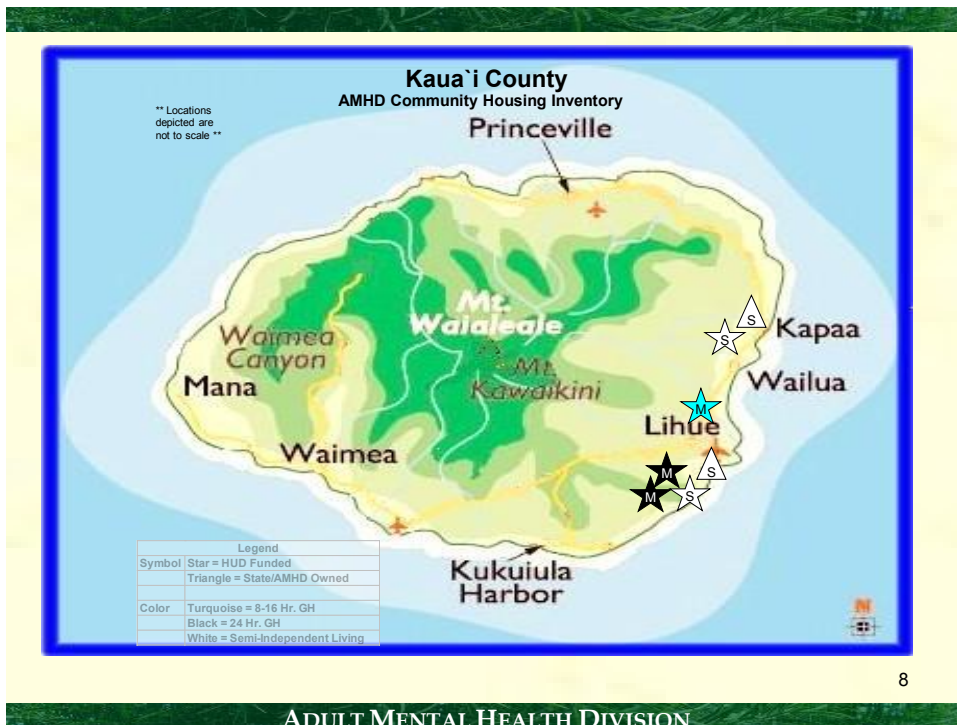 Kaua`i County
AMHD Community Housing Inventory
** Locations
depicted are
not to scale **
Princeville
Mt.
Waialeale
Waimea
Canyon
Mt.
Kawaikini
Mana
Waimea
S
S
Kapaa
Wailua
M
Lihue
S
M
M
S
Kukuiula
Harbor
Legend
Symbol Star = HUD Funded
Triangle = State/AMHD Owned
Color Turquoise = 8-16 Hr. GH
Black = 24 Hr. GH
White = Semi-Independent Living
N
8
ADULT MENTAL HEALTH DIVISION